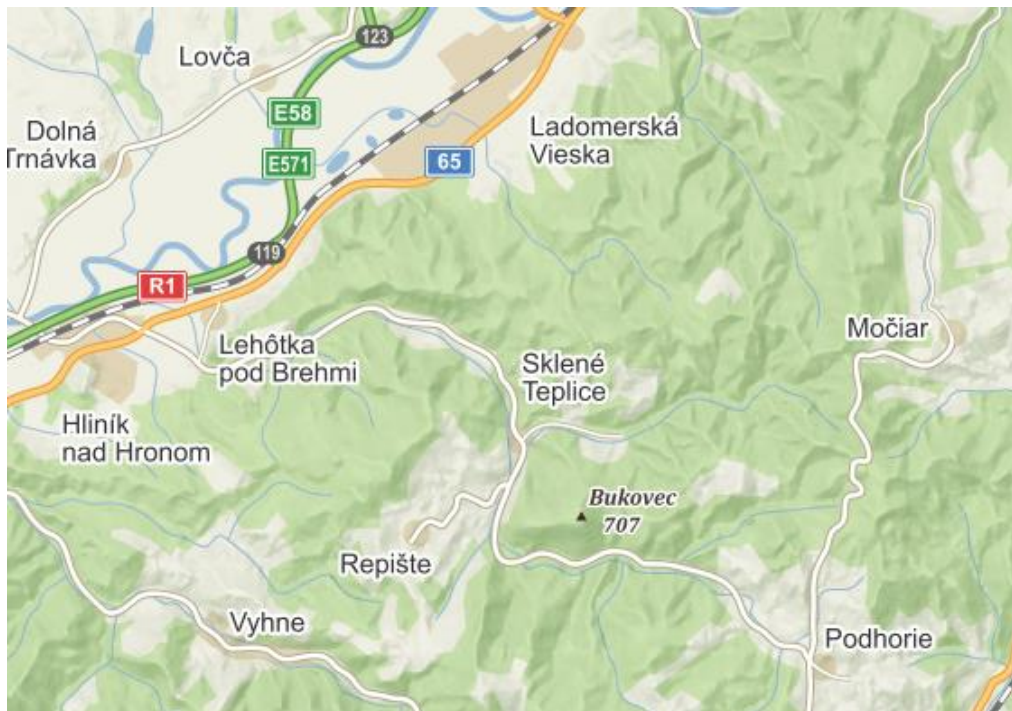 123
Lovča
E58
Dolná
Trnávka
Ladomerská
Vieska
E571
65
119
R1
Močiar
Lehôtka
pod Brehmi
Sklené
Teplice
Hliník
nad Hronom
Bukovec
707
Repište
Vyhne
Podhorie